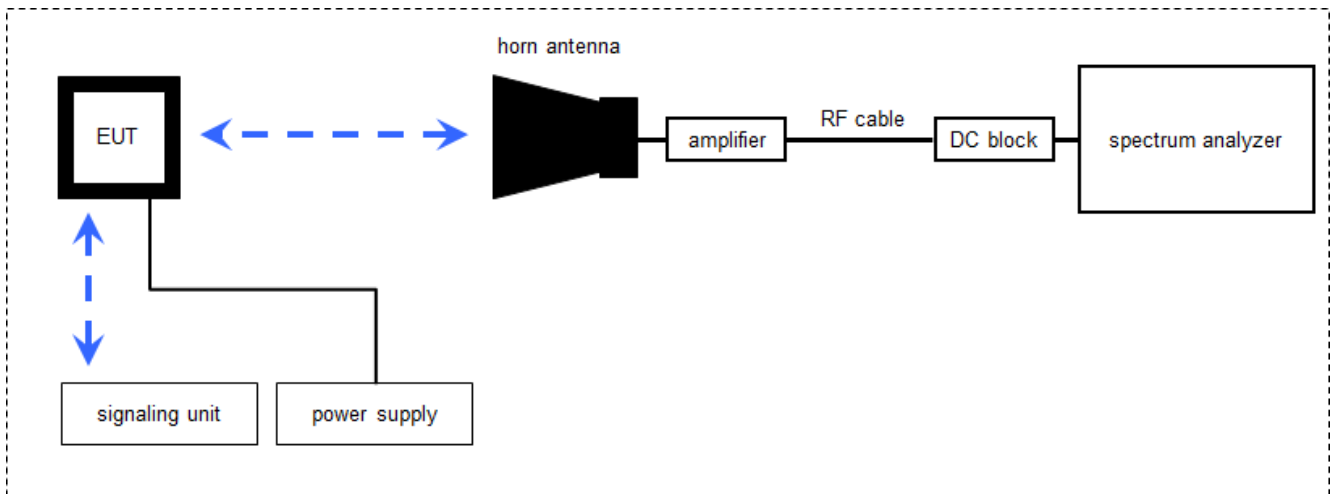 horn antenna
EUT
amplifier
RF cable
DC block
spectrum analyzer
signaling unit
power supply